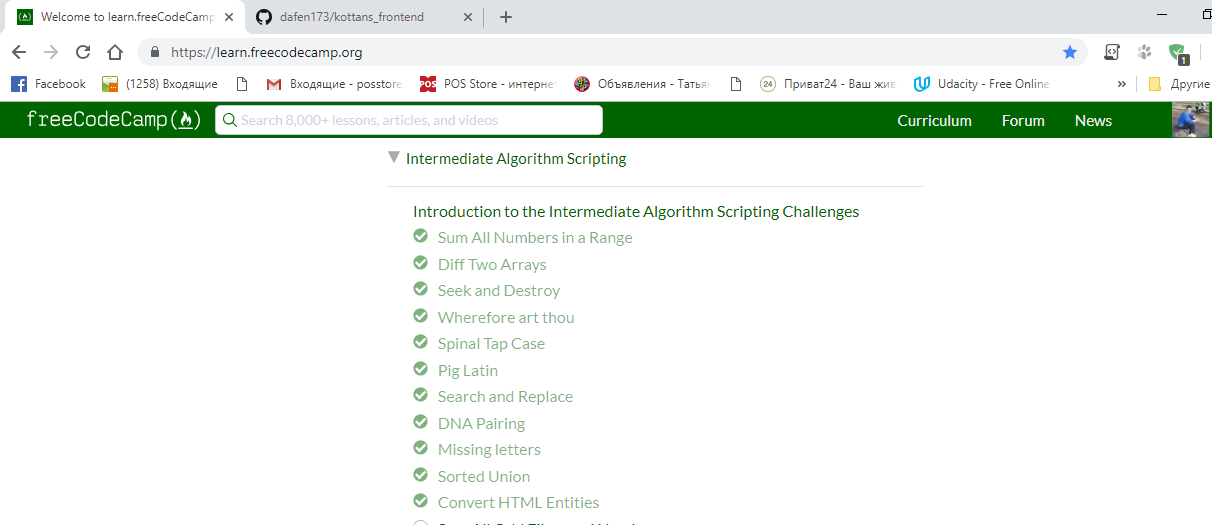 Welcome to learn.freeCodeCamp
dafen173/kottans_frontend
https://learn.freecodecamp.org
1
Facebook
(1258) Входящие
Входящие - posstore
POS Store - интернет
Объявления - Татья
24 Приват24 - Ваш жив
Udacity - Free Online
» Другие
freeCodeCamp
Search 8,000+ lessons, articles, and videos
Curriculum
Forum
News
Intermediate Algorithm Scripting
Introduction to the Intermediate Algorithm Scripting Challenges
Sum All Numbers in a Range
Diff Two Arrays
Seek and Destroy
Wherefore art thou
Spinal Tap Case
Pig Latin
Search and Replace
DNA Pairing
Missing letters
Sorted Union
Convert HTML Entities